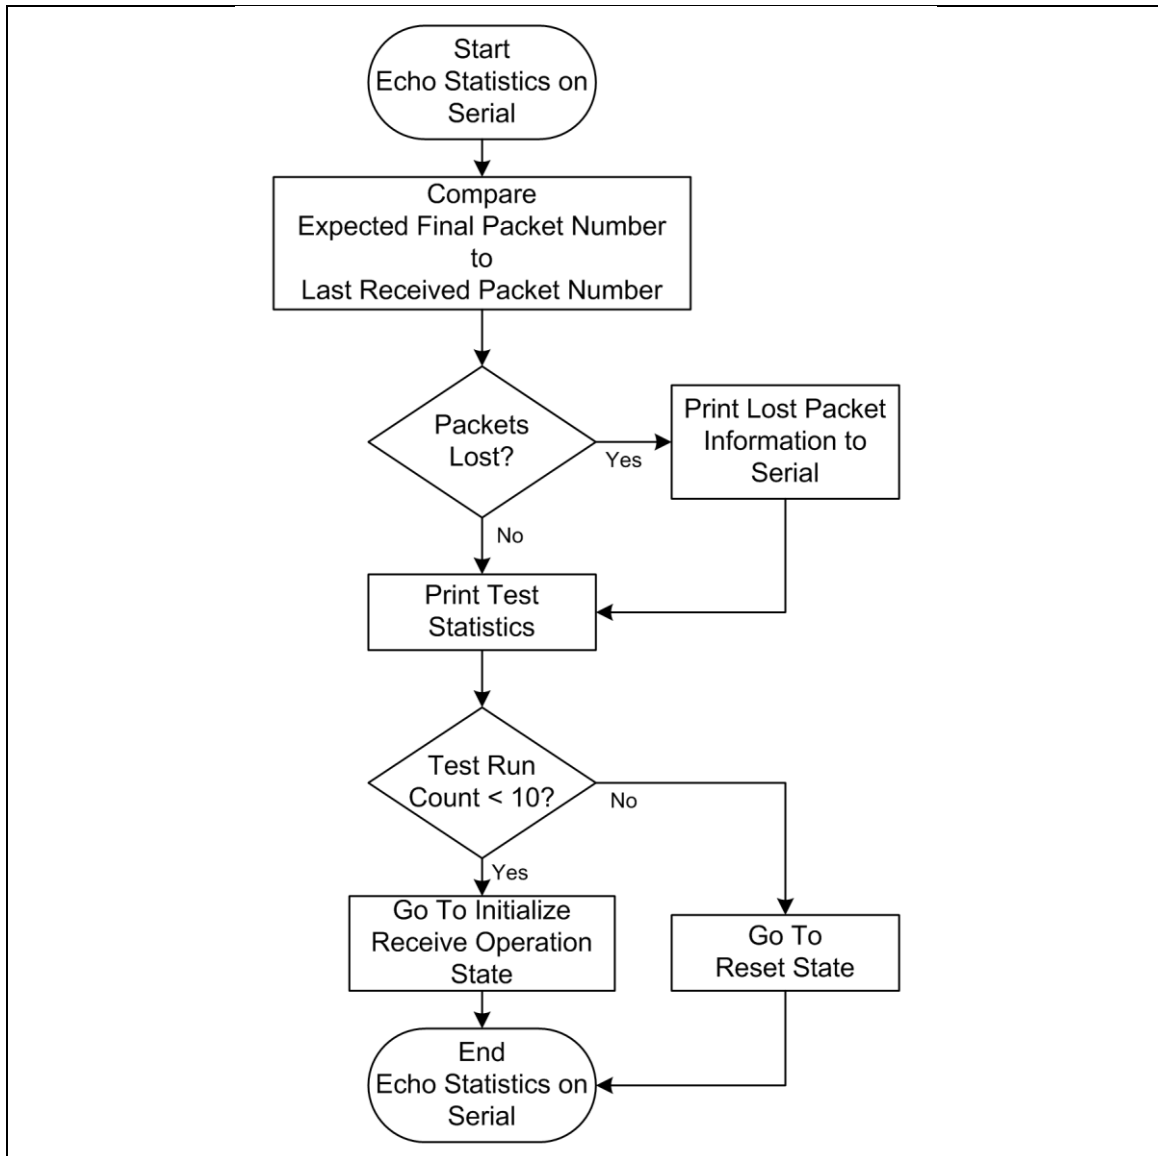 Start
Echo Statistics on
Serial
Compare
Expected Final Packet Number
to
Last Received Packet Number
Packets
Lost?
Yes
Print Lost Packet
Information to
Serial
No
Print Test
Statistics
Test Run
Count < 10?
No
Yes
Go To Initialize
Receive Operation
State
Go To
Reset State
End
Echo Statistics on
Serial